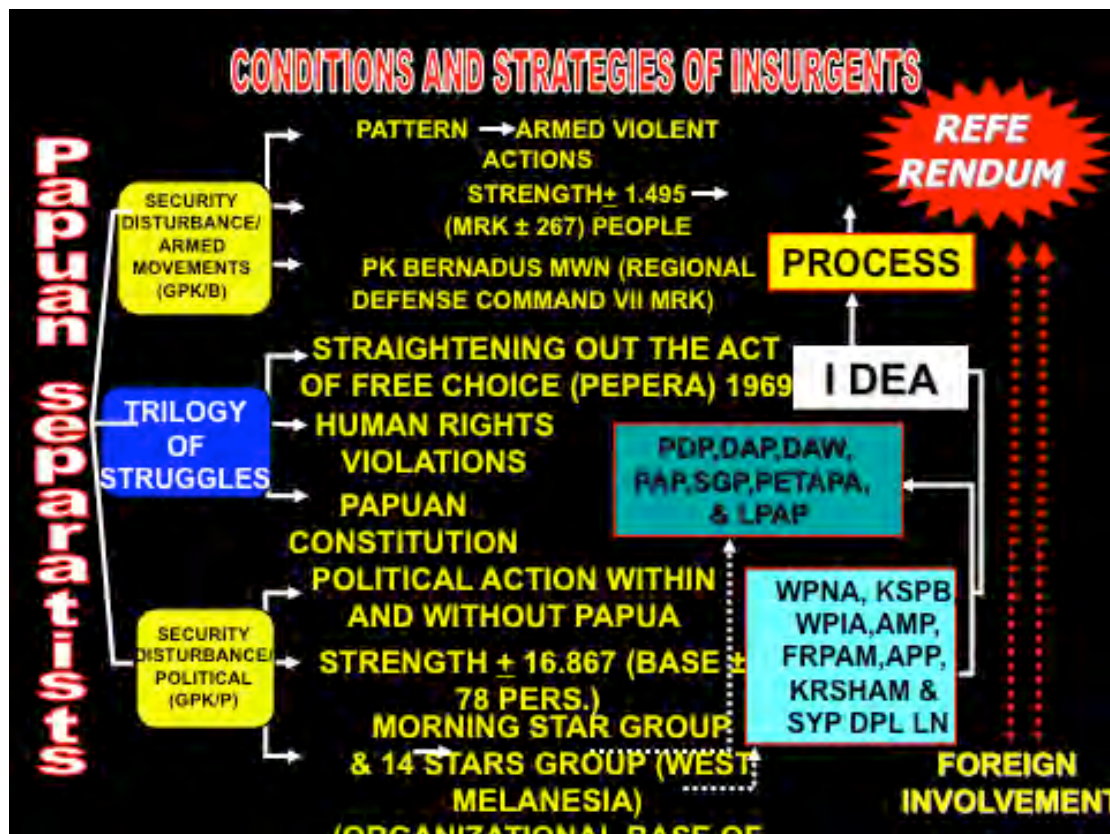 CONDITIONS AND STRATEGIES OF INSURGENTS
Papuan Separatists
SECURITY
DISTURBANCE/
ARMED
MOVEMENTS
(GPK/B)
PATTERN
ARMED VIOLENT
ACTIONS
STRENGTH± 1.495
(MRK ± 267) PEOPLE
PK BERNADUS MWN (REGIONAL
DEFENSE COMMAND VII MRK)
TRILOGY
OF
STRUGGLES
STRAIGHTENING OUT THE ACT
OF FREE CHOICE (PEPERA) 1969
HUMAN RIGHTS
VIOLATIONS
PAPUAN
CONSTITUTION
SECURITY
DISTURBANCE/
POLITICAL
(GPK/P)
POLITICAL ACTION WITHIN
AND WITHOUT PAPUA
STRENGTH ± 16.867 (BASE ±
78 PERS.)
MORNING STAR GROUP
& 14 STARS GROUP (WEST
MELANESIA)
(ORGANIZATIONAL BASE OF
REFE
RENDUM
PROCESS
I DEA
PDP,DAP,DAW,
PAP,SGP,PETAPA,
& LPAP
WPNA, KSPB
WPIA,AMP,
FRPAM,APP,
KRSHAM &
SYP DPL LN
FOREIGN
INVOLVEMENT